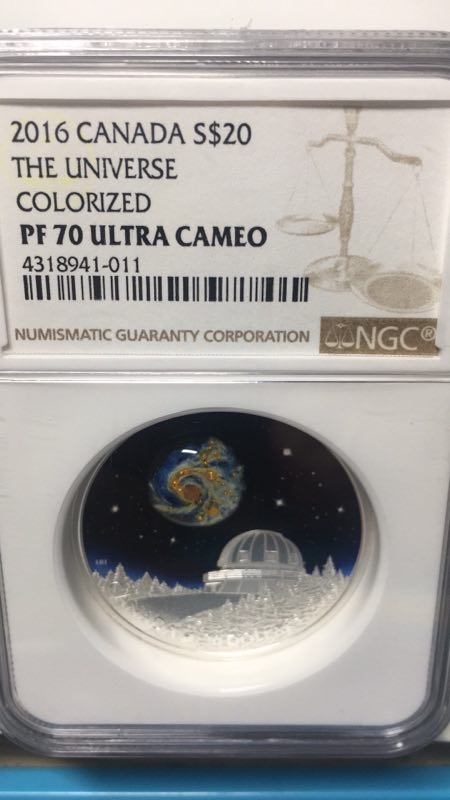 2016 CANADA S$20
THE UNIVERSE
COLORIZED
PF 70 ULTRA CAMEO
4318941-011
NUMISMATIC GUARANTY CORPORATION NGC®